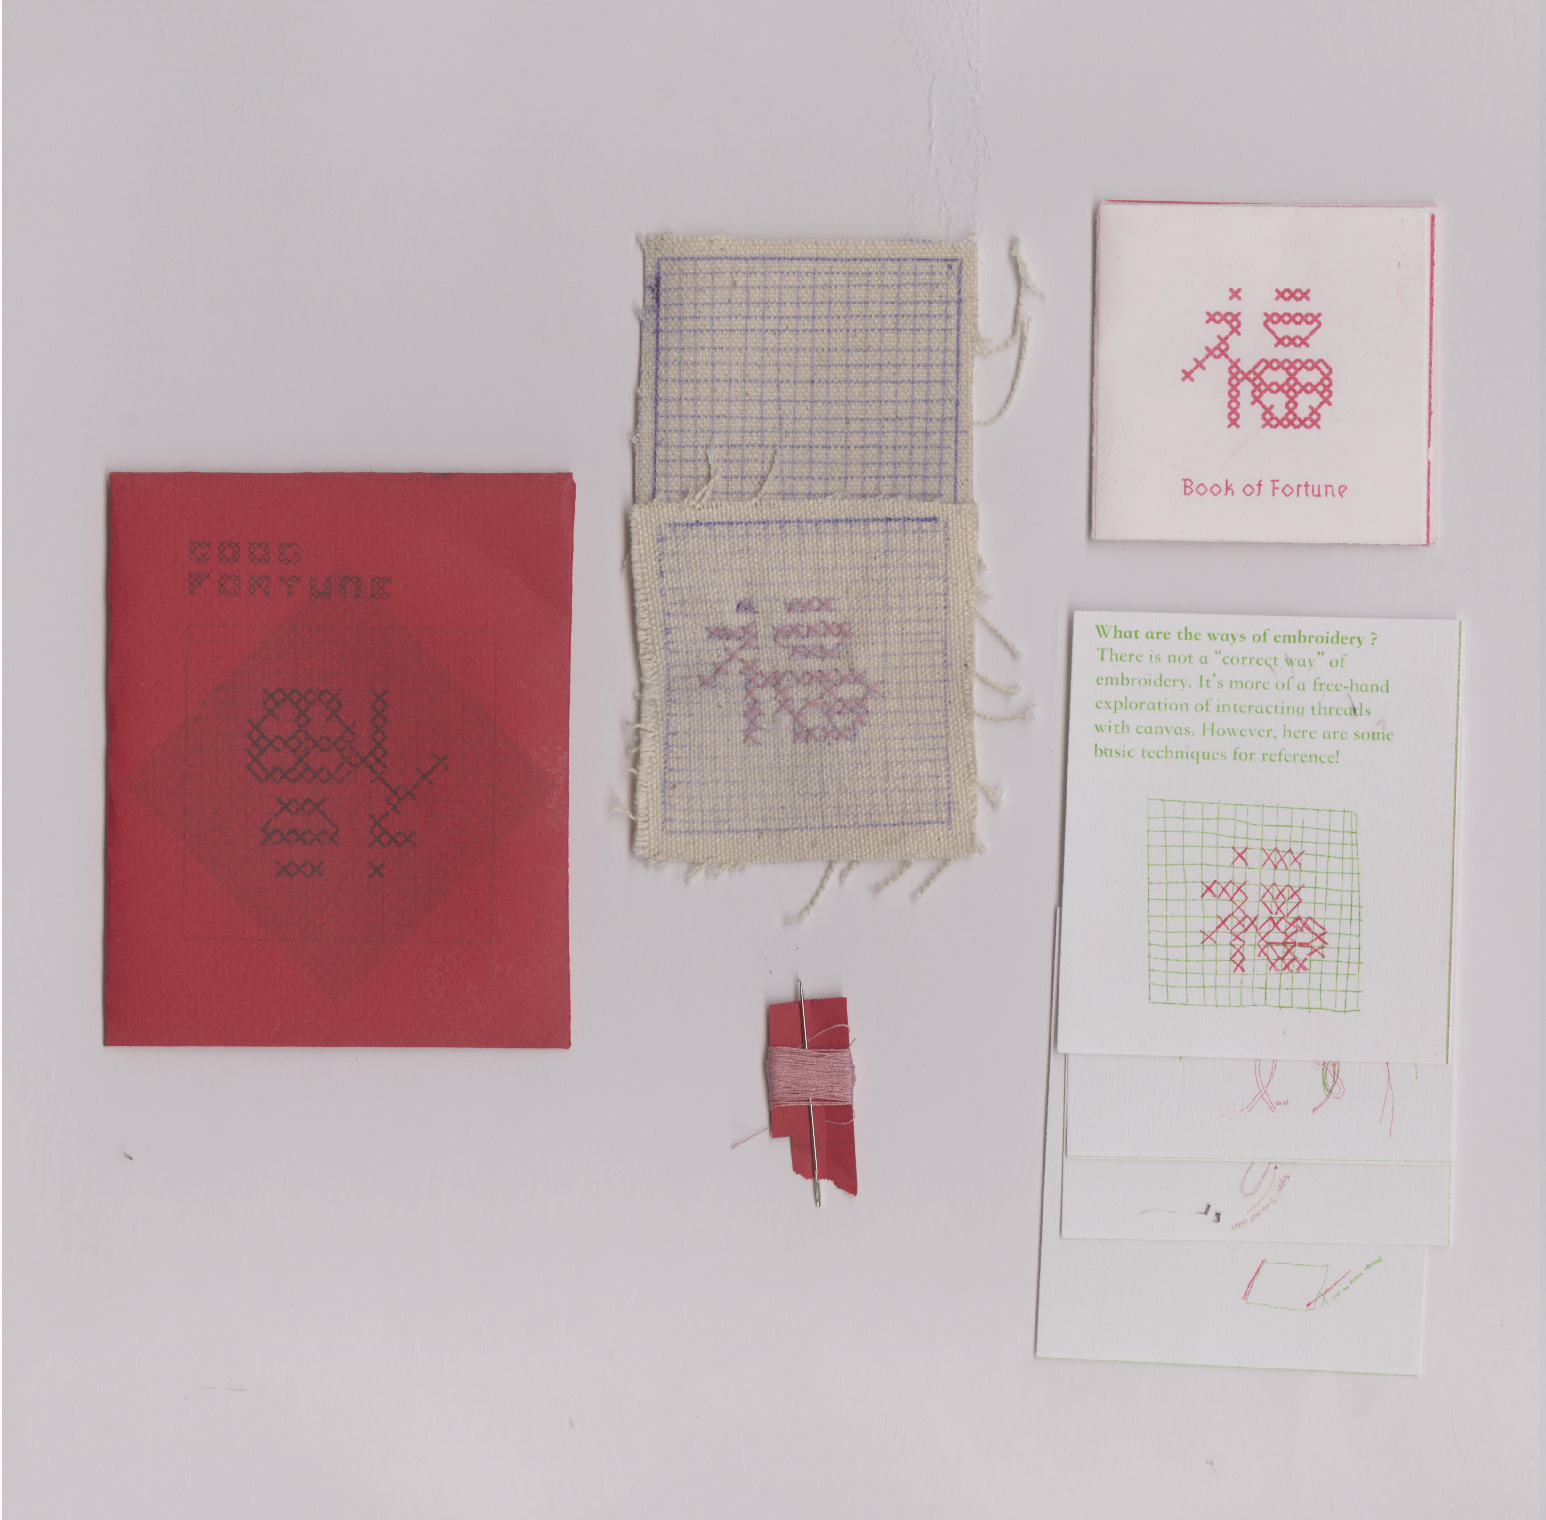 GOOD
FORTUNE
福
福
福
Book of Fortune
What are the ways of embroidery ?
There is not a “correct way” of
embroidery. It's more of a free-hand
exploration of interacting threads
with canvas. However, here are some
basic techniques for reference!
福